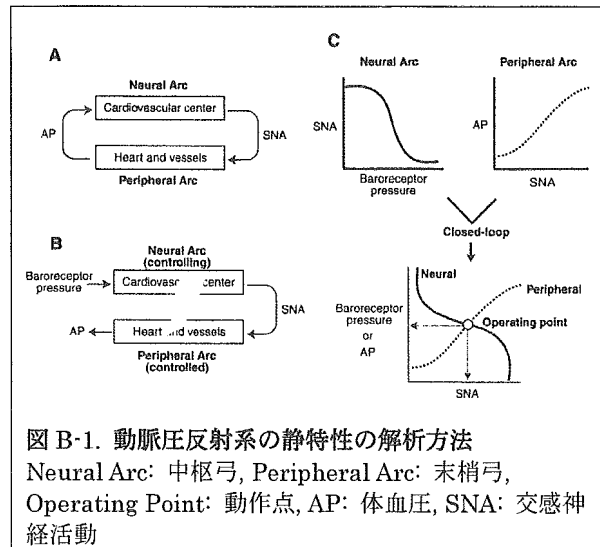 A
Neural Arc
Cardiovascular center
AP
SNA
Heart and vessels
Peripheral Arc
B
Neural Arc
(controlling)
Baroreceptor
pressure
center
SNA
AP
Heart
vessels
Peripheral Arc
(controlled)
C
Neural Arc
SNA
Baroreceptor
pressure
Peripheral Arc
AP
SNA
Closed-loop
Neural
Peripheral
Baroreceptor
pressure
or
AP
Operating point
SNA
図 B-1. 動脈圧反射系の静特性の解析方法
Neural Arc: 中枢弓, Peripheral Arc: 末梢弓,
Operating Point: 動作点, AP: 体血圧, SNA: 交感神
経活動